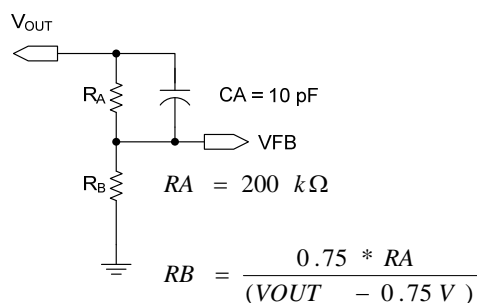 VOUT
RA
CA = 10 pF
VFB
RB
RA = 200 kΩ
RB = 0.75 * RA / (VOUT - 0.75 V)